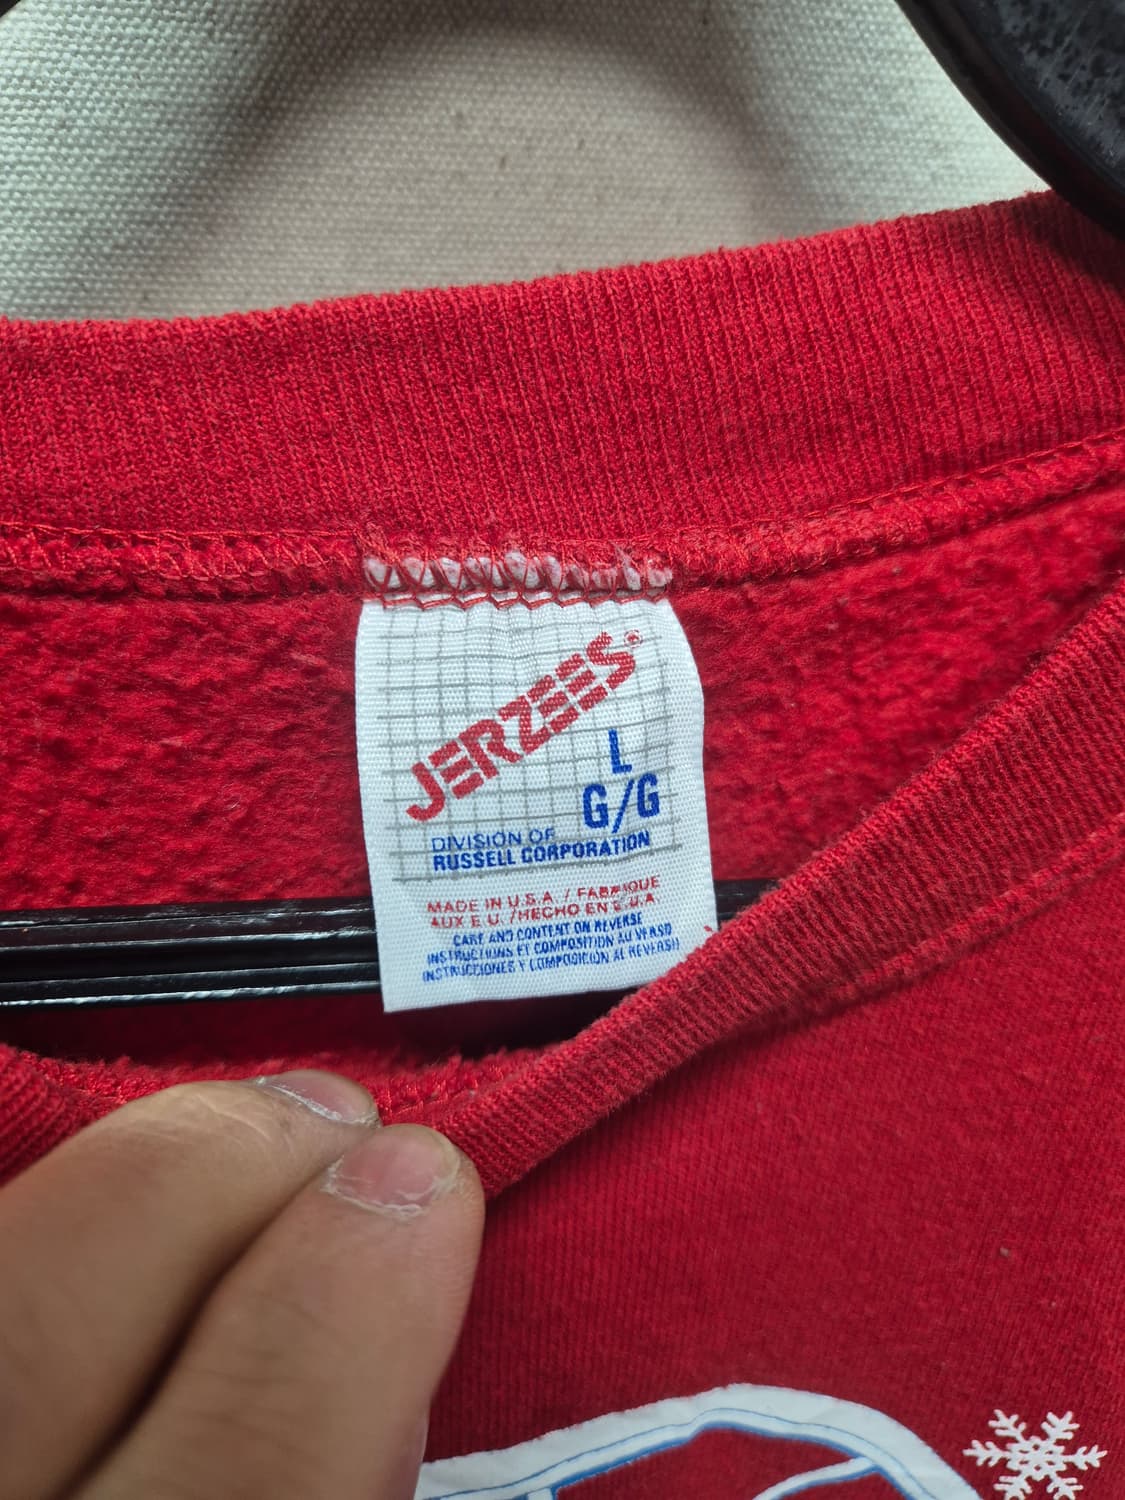 JERZEES®
L
G/G
DIVISION OF
RUSSELL CORPORATION
MADE IN U.S.A. / FABRIQUE
AUX E.U. / HECHO EN E.U.A.
CARE AND CONTENT ON REVERSE
INSTRUCTIONS ET COMPOSITION AU VERSO
INSTRUCCIONES Y COMPOSICION AL REVERSO